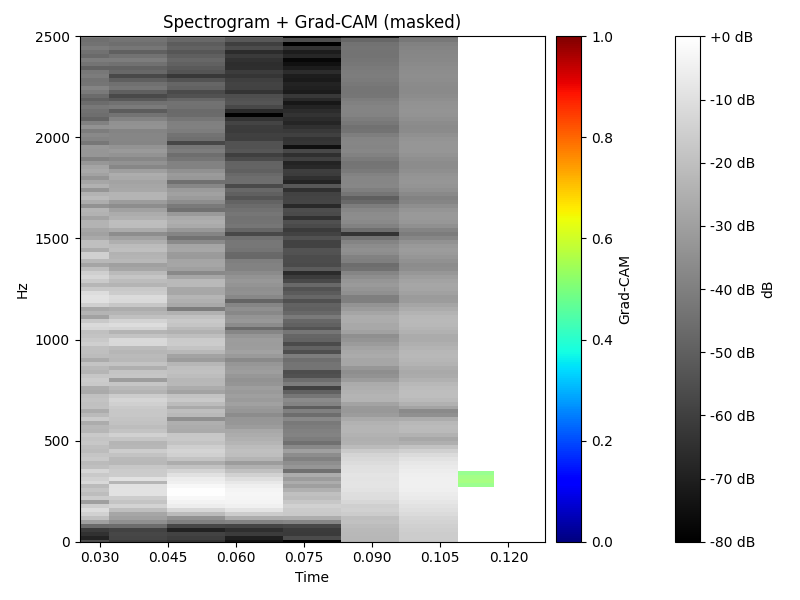 Spectrogram + Grad-CAM (masked)
2500
2000
1500
1000
500
0
Hz
0.030 0.045 0.060 0.075 0.090 0.105 0.120
Time
1.0
0.8
0.6
0.4
0.2
0.0
Grad-CAM
+0 dB
-10 dB
-20 dB
-30 dB
-40 dB
-50 dB
-60 dB
-70 dB
-80 dB
dB